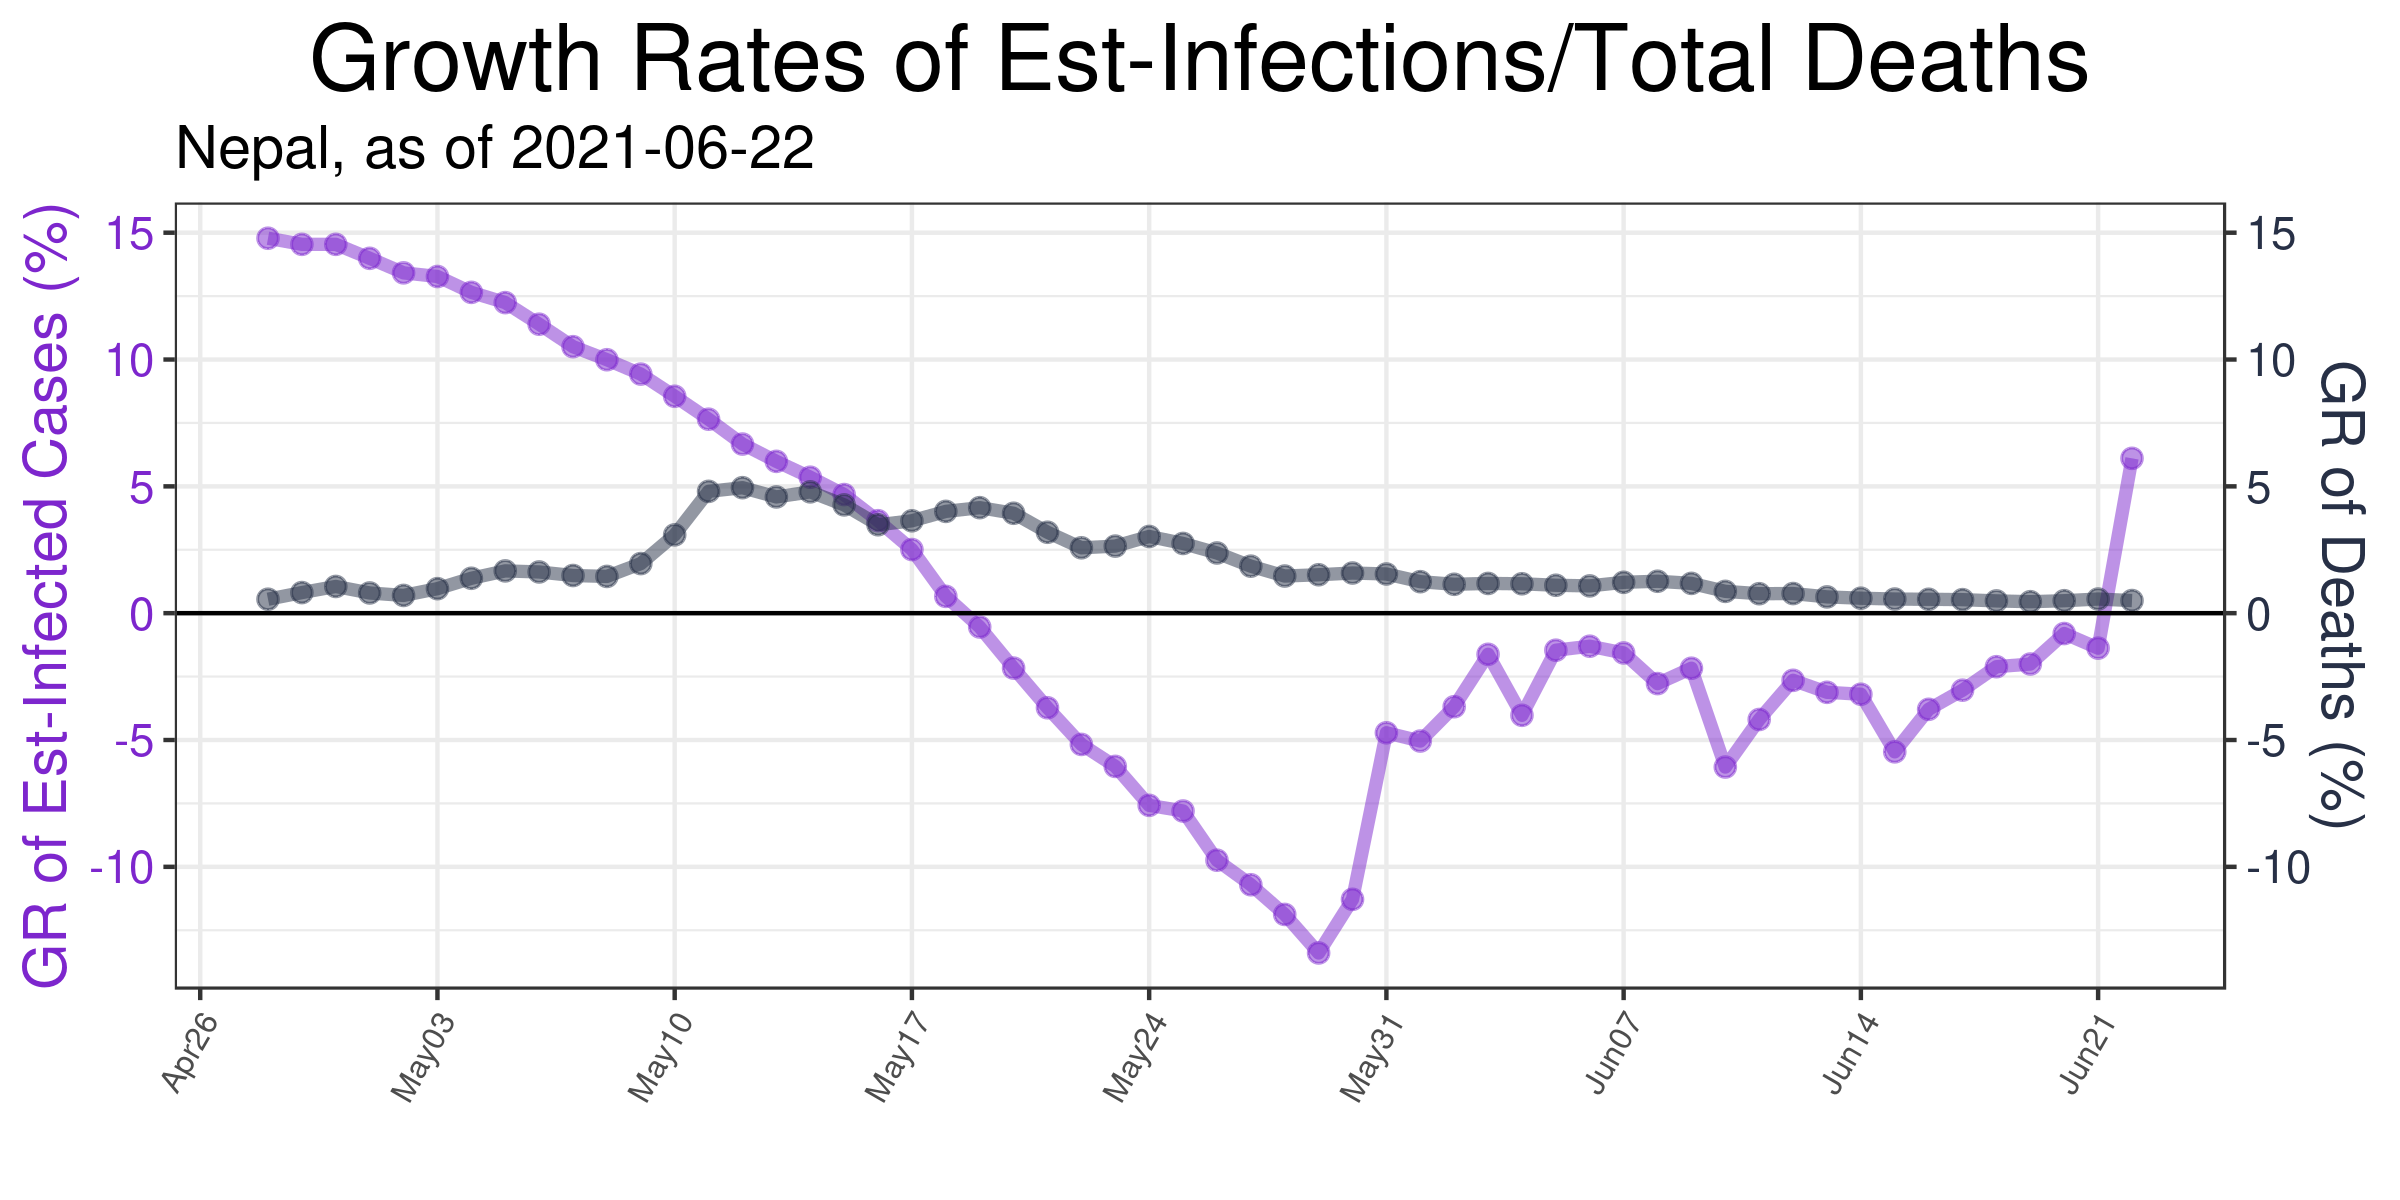 Growth Rates of Est-Infections/Total Deaths
Nepal, as of 2021-06-22
GR of Est-Infected Cases (%)
15
10
5
0
-5
-10
15
10
5
0
-5
-10
GR of Deaths (%)
Apr26
May03
May10
May17
May24
May31
Jun07
Jun14
Jun21